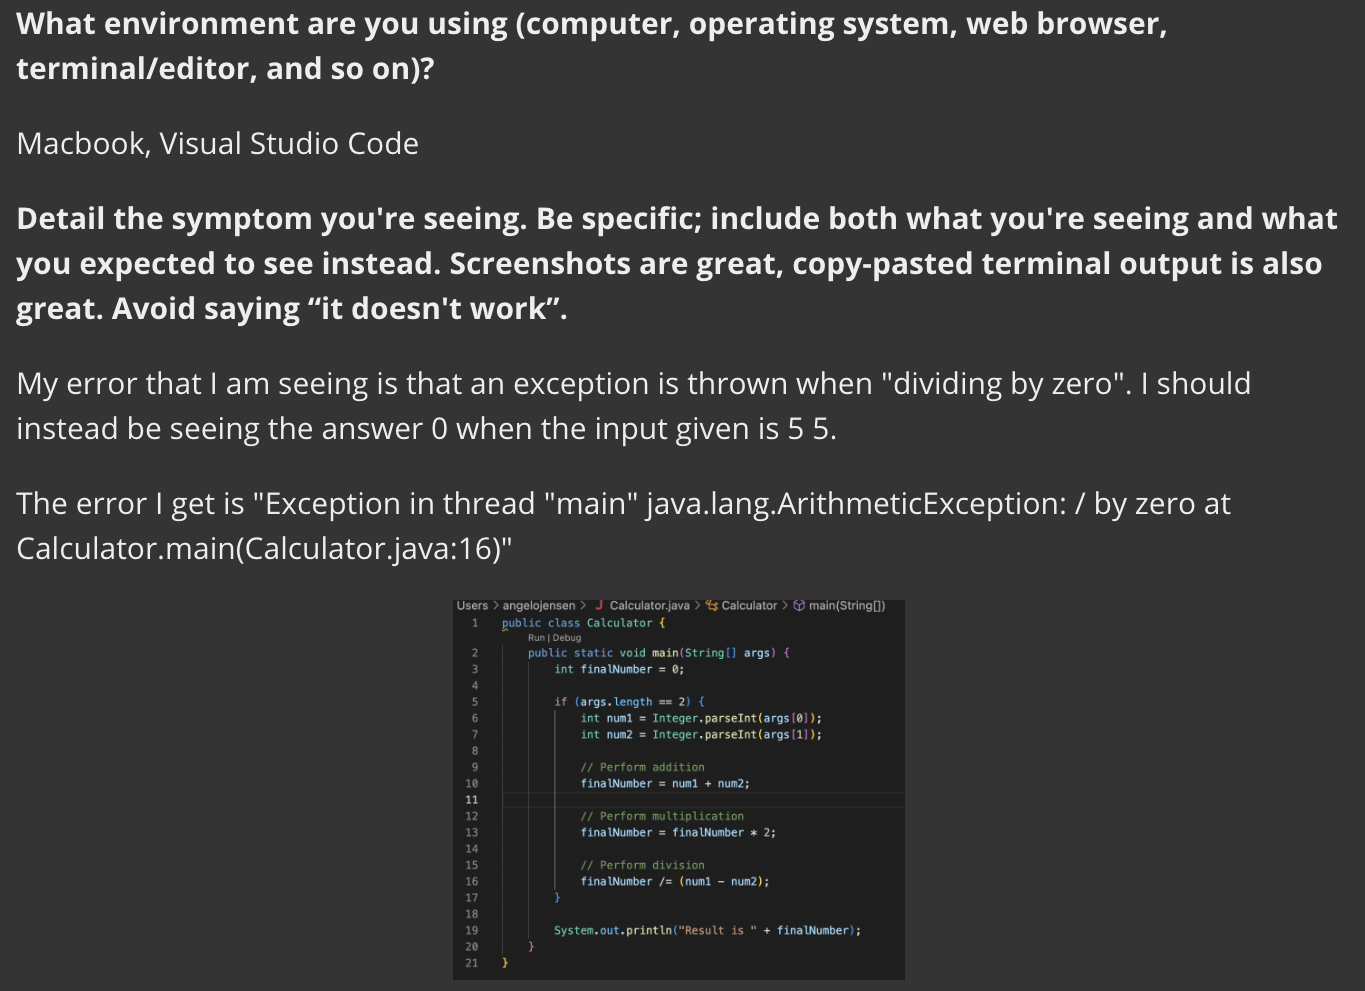 What environment are you using (computer, operating system, web browser,
terminal/editor, and so on)?
Macbook, Visual Studio Code
Detail the symptom you're seeing. Be specific; include both what you're seeing and what
you expected to see instead. Screenshots are great, copy-pasted terminal output is also
great. Avoid saying “it doesn't work”.
My error that I am seeing is that an exception is thrown when "dividing by zero". I should
instead be seeing the answer 0 when the input given is 5 5.
The error I get is "Exception in thread "main" java.lang.ArithmeticException: / by zero at
Calculator.main(Calculator.java:16)"
Users > angelojensen > J Calculator.java > Calculator > main(String[])
1 public class Calculator {
Run | Debug
2 public static void main(String[] args) {
3 int finalNumber = 0;
4
5 if (args.length == 2) {
6 int num1 = Integer.parseInt(args[0]);
7 int num2 = Integer.parseInt(args[1]);
8
9 // Perform addition
10 finalNumber = num1 + num2;
11
12 // Perform multiplication
13 finalNumber = finalNumber * 2;
14
15 // Perform division
16 finalNumber /= (num1 - num2);
17 }
18
19 System.out.println("Result is " + finalNumber);
20 }
21 }